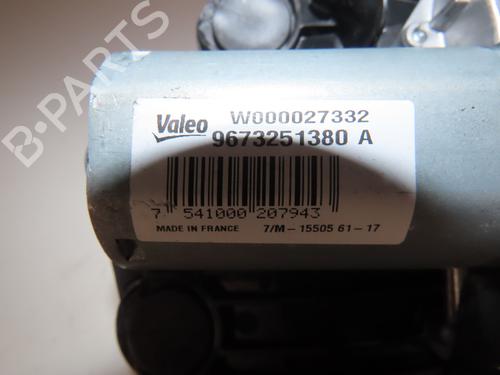 B-PARTS
Valeo
W000027332
9673251380 A
7 541000 207943
MADE IN FRANCE 7/M-15505 61-17